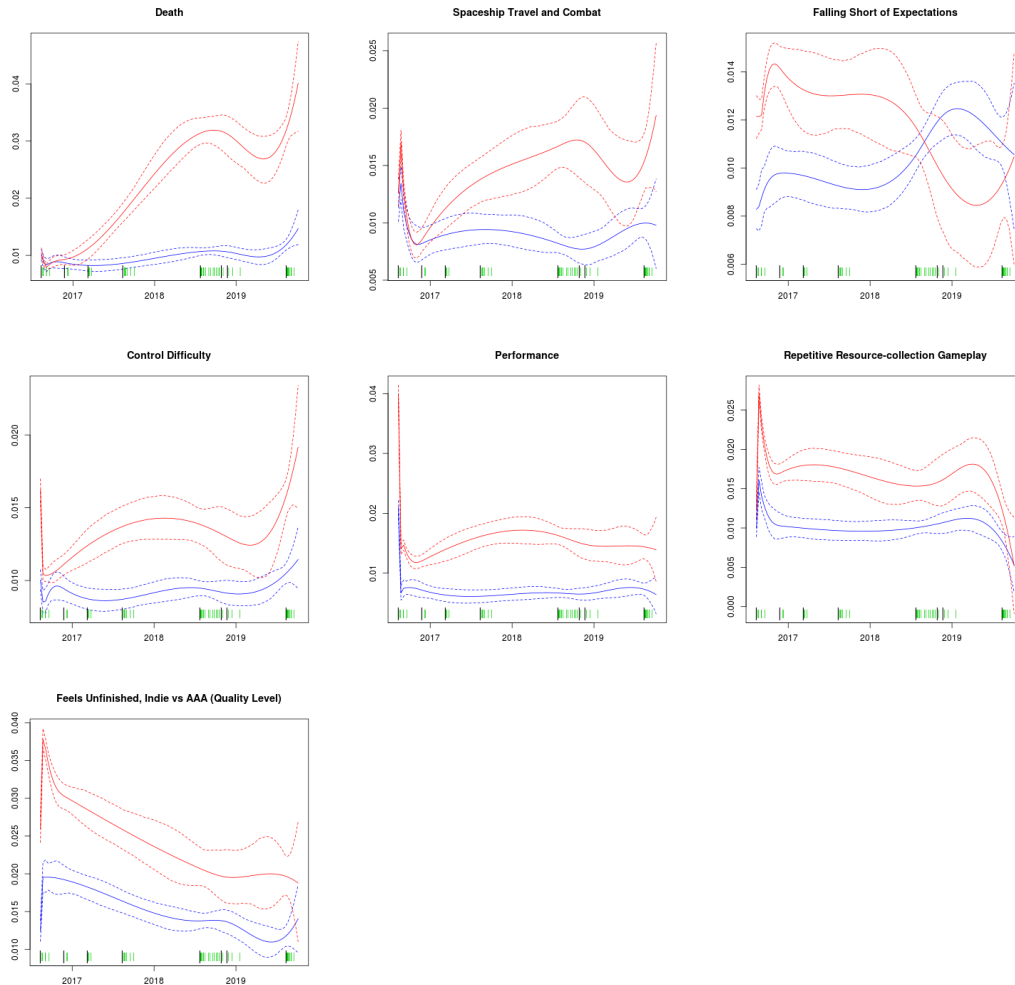 Death
0.04
0.03
0.02
0.01
2017 2018 2019
Spaceship Travel and Combat
0.025
0.020
0.015
0.010
0.005
2017 2018 2019
Falling Short of Expectations
0.014
0.012
0.010
0.008
0.006
2017 2018 2019
Control Difficulty
0.020
0.015
0.010
2017 2018 2019
Performance
0.04
0.03
0.02
0.01
2017 2018 2019
Repetitive Resource-collection Gameplay
0.025
0.020
0.015
0.010
0.005
0.000
2017 2018 2019
Feels Unfinished, Indie vs AAA (Quality Level)
0.040
0.035
0.030
0.025
0.020
0.015
0.010
2017 2018 2019